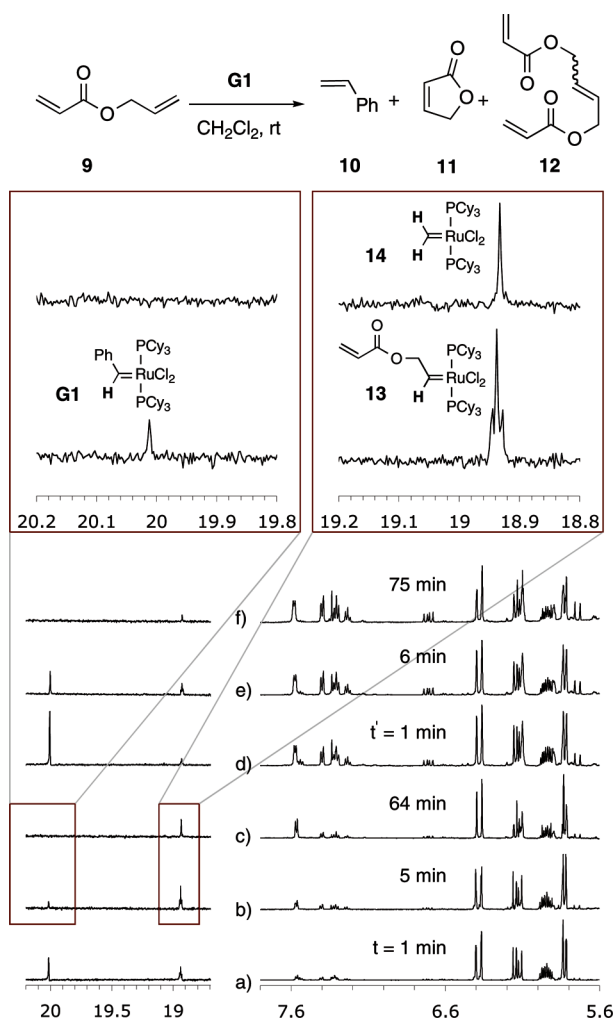 O
O
G1
CH2Cl2, rt
Ph
+
O
O
+
O
O
O
O
9
10
11
12
H
H
PCy3
RuCl2
PCy3
14
Ph
H
PCy3
RuCl2
PCy3
G1
O
O
H
PCy3
RuCl2
PCy3
13
20.2 20.1 20 19.9 19.8
19.2 19.1 19 18.9 18.8
f) 75 min
e) 6 min
d) t' = 1 min
c) 64 min
b) 5 min
a) t = 1 min
20 19.5 19 7.6 6.6 5.6